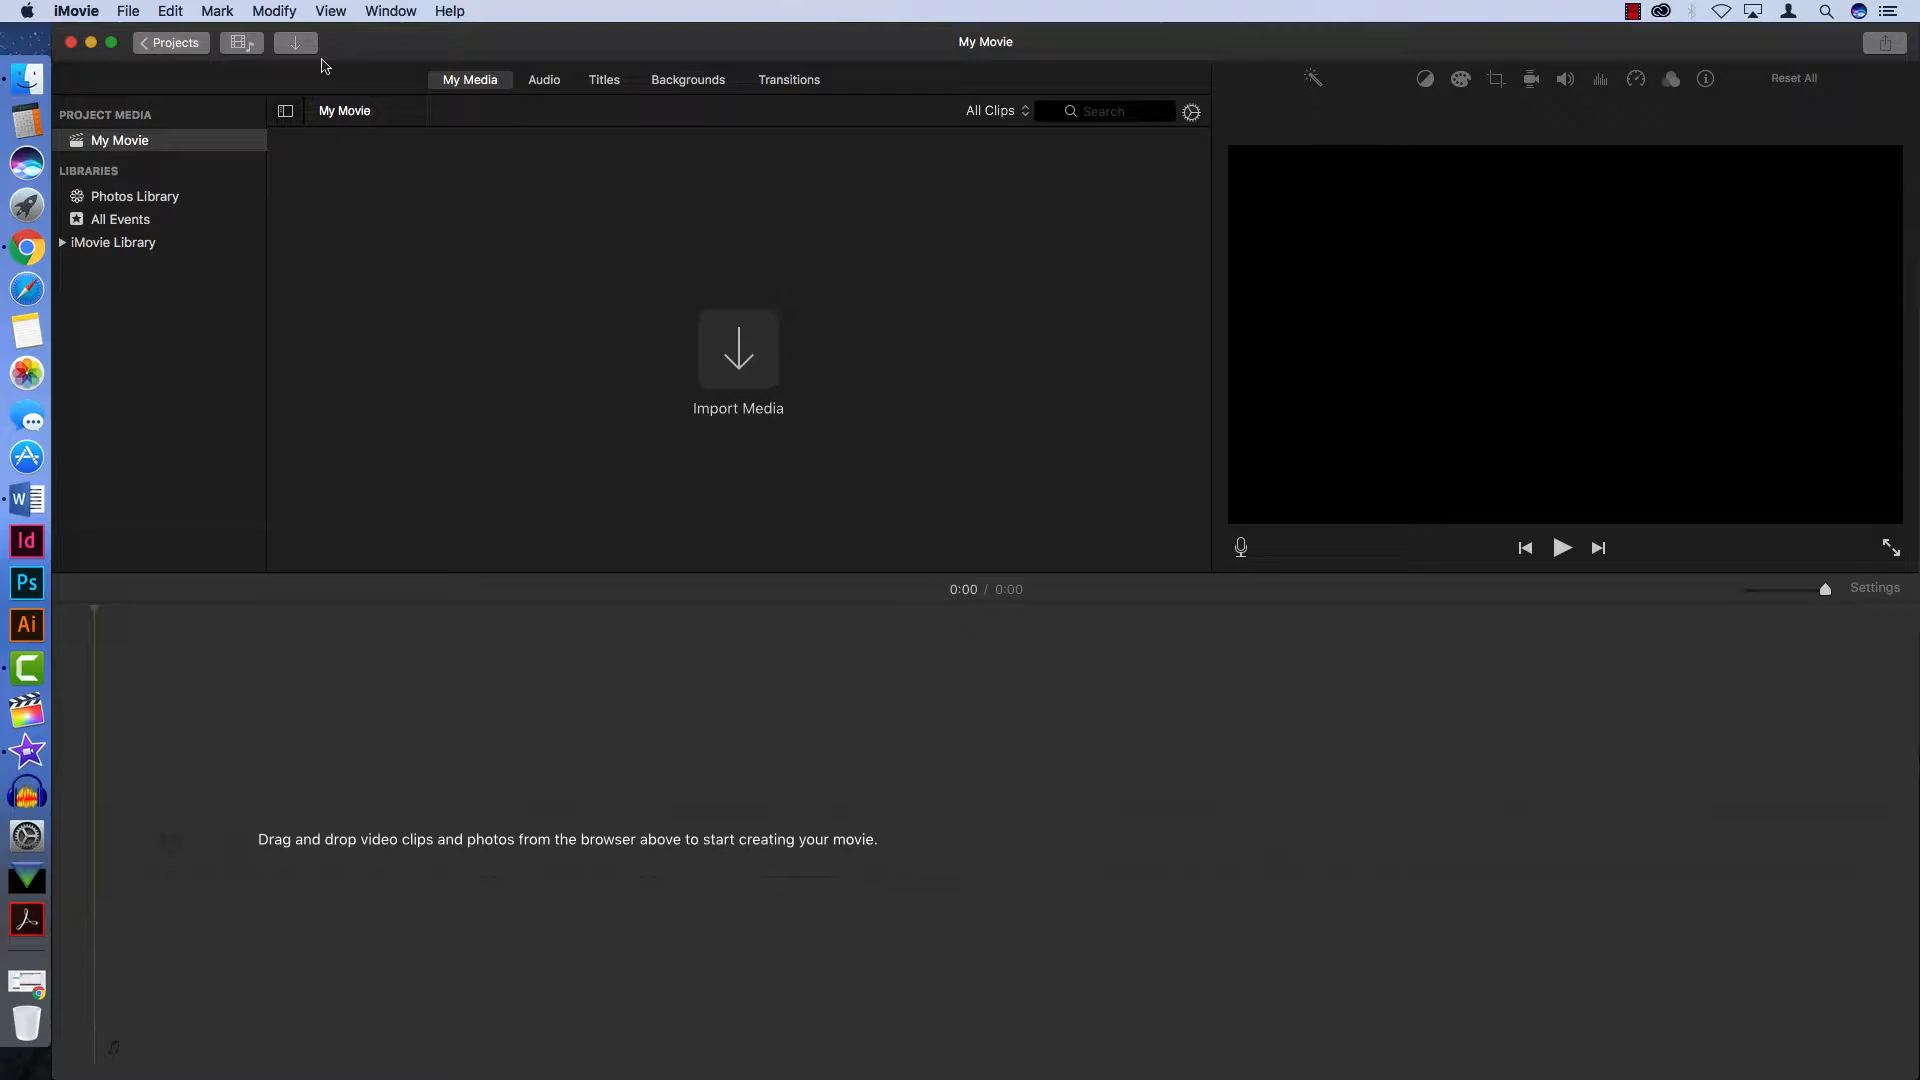 iMovie File Edit Mark Modify View Window Help
Projects
My Movie
My Media Audio Titles Backgrounds Transitions
Reset All
PROJECT MEDIA
My Movie
LIBRARIES
Photos Library
All Events
iMovie Library
My Movie
All Clips
Search
Import Media
0:00 / 0:00
Settings
Drag and drop video clips and photos from the browser above to start creating your movie.
W
Id
Ps
Ai